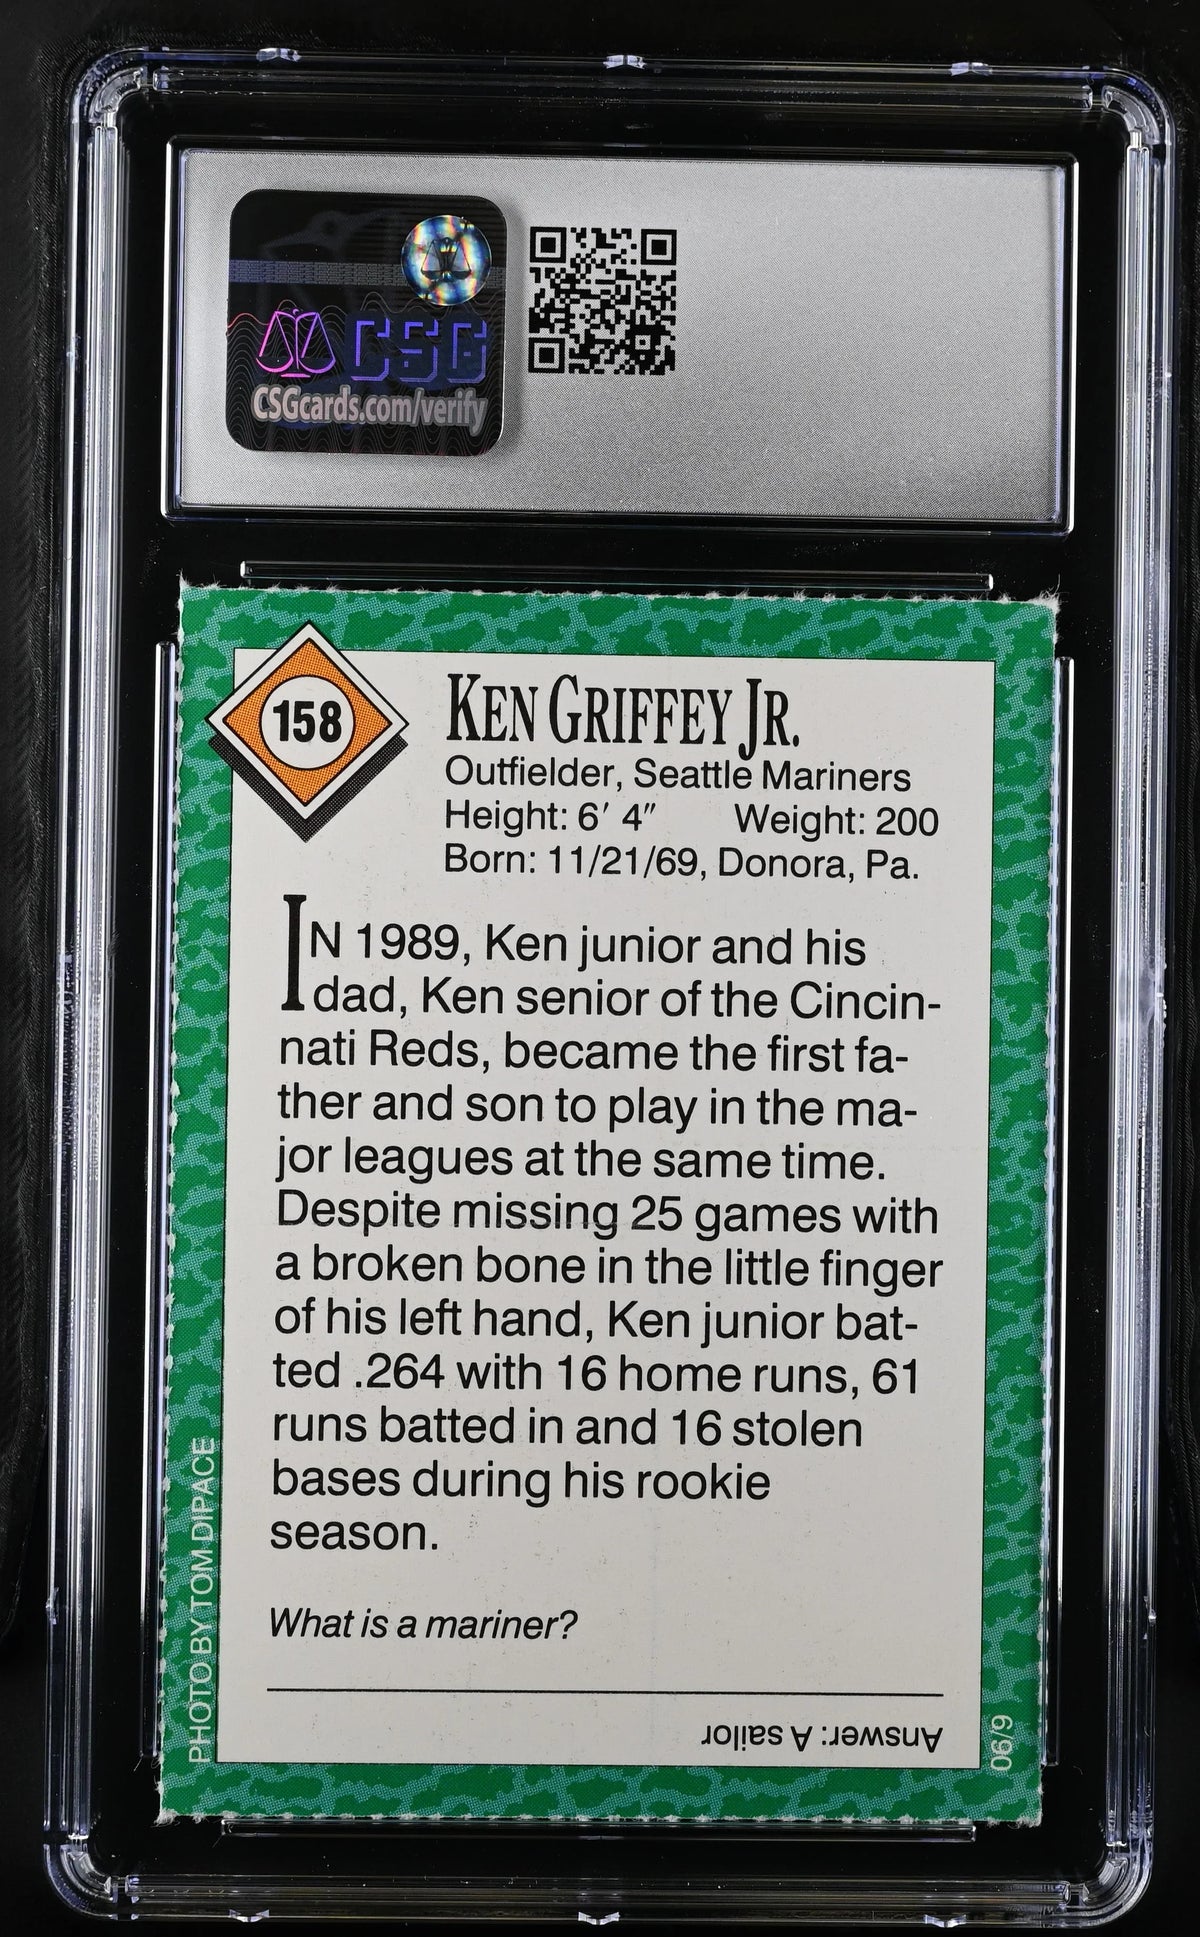 CSG
CSGcards.com/verify
158
KEN GRIFFEY JR.
Outfielder, Seattle Mariners
Height: 6′ 4″ Weight: 200
Born: 11/21/69, Donora, Pa.
IN 1989, Ken junior and his
dad, Ken senior of the Cincin-
nati Reds, became the first fa-
ther and son to play in the ma-
jor leagues at the same time.
Despite missing 25 games with
a broken bone in the little finger
of his left hand, Ken junior bat-
ted .264 with 16 home runs, 61
runs batted in and 16 stolen
bases during his rookie
season.
What is a mariner?
Answer: A sailor
PHOTO BY TOM DIPACE
6/90